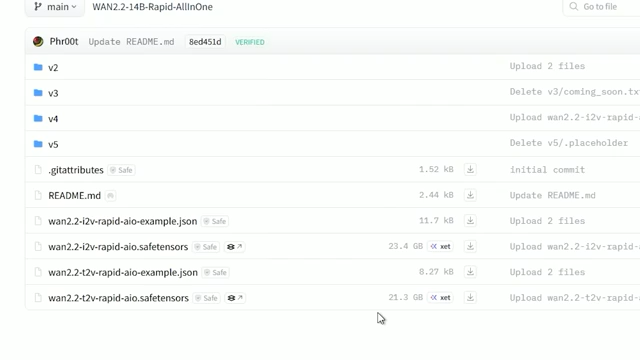 main WAN2.2-14B-Rapid-AllInOne Go to file
Phr00t Update README.md 8ed451d VERIFIED
v2 Upload 2 files
v3 Delete v3/coming_soon.tx
v4 Upload wan2.2-i2v-rapid-a
v5 Delete v5/.placeholder
.gitattributes Safe 1.52 kB initial commit
README.md 2.44 kB Update README.md
wan2.2-i2v-rapid-aio-example.json Safe 11.7 kB Upload 2 files
wan2.2-i2v-rapid-aio.safetensors Safe 23.4 GB xet Upload wan2.2-i2v-rapid-a
wan2.2-t2v-rapid-aio-example.json Safe 8.27 kB Upload 2 files
wan2.2-t2v-rapid-aio.safetensors Safe 21.3 GB xet Upload wan2.2-t2v-rapid-a